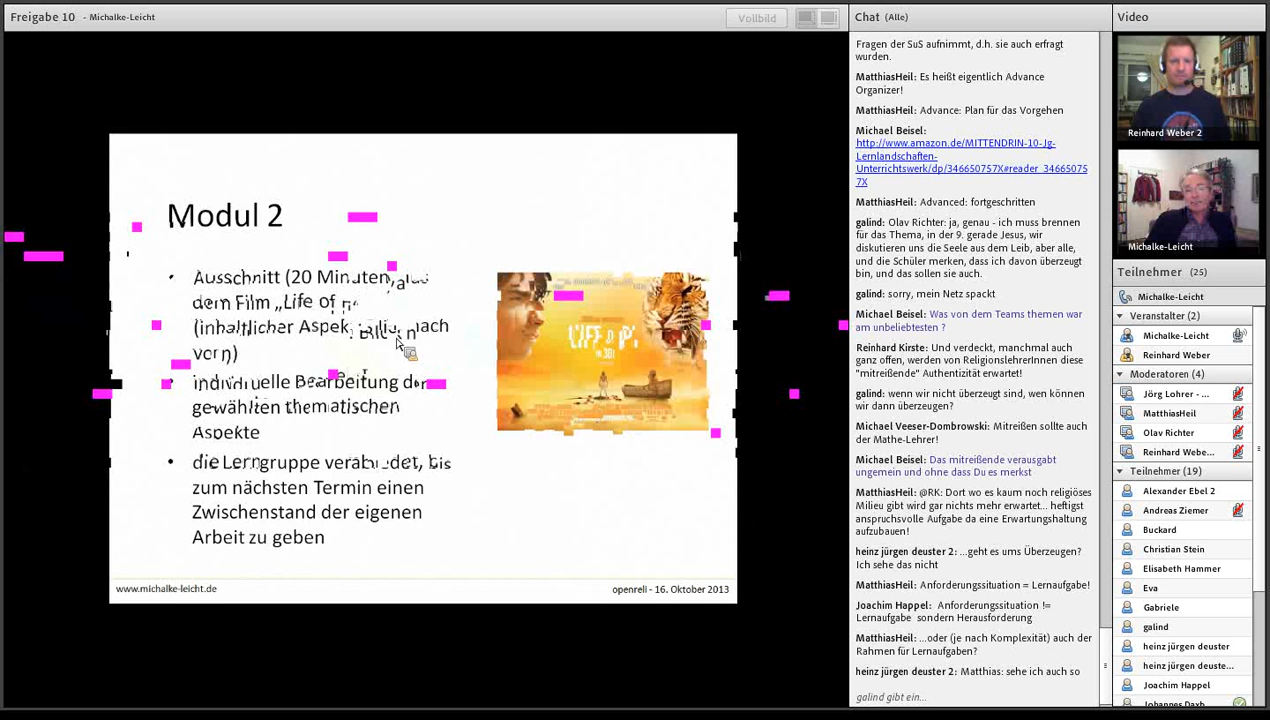 Freigabe 10 - Michalke-Leicht
Vollbild
Modul 2
• Ausschnitt (20 Minuten)
dem Film „Life of
(inhaltlicher nach
vorn)
• individuelle Bearbeitung der
gewählten thematischen
Aspekte
• die Lerngruppe verabredet, bis
zum nächsten Termin einen
Zwischenstand der eigenen
Arbeit zu geben
LIFE OF PI
IN 3D
www.michalke-leicht.de
openreli - 16. Oktober 2013
Chat (Alle)
Fragen der SuS aufnimmt, d.h. sie auch erfragt
wurden.
MatthiasHeil: Es heißt eigentlich Advance
Organizer!
MatthiasHeil: Advance: Plan für das Vorgehen
Michael Beisel:
http://www.amazon.de/MITTENDRIN-10-Jg-
Lernlandschaften-
Unterrichtswerk/dp/346650757X#reader_34665075
7X
MatthiasHeil: Advanced: fortgeschritten
galind: Olav Richter: ja, genau - ich muss brennen
für das Thema, in der 9. gerade Jesus, wir
diskutieren uns die Seele aus dem Leib, aber alle,
und die Schüler merken, dass ich davon überzeugt
bin, und das sollen sie auch.
galind: sorry, mein Netz spackt
Michael Beisel: Was von dem Teams themen war
am unbeliebtesten ?
Reinhard Kirste: Und verdeckt, manchmal auch
ganz offen, werden von ReligionslehrerInnen diese
"mitreißende" Authentizität erwartet!
galind: wenn wir nicht überzeugt sind, wen können
wir dann überzeugen?
Michael Veeser-Dombrowski: Mitreißen sollte auch
der Mathe-Lehrer!
Michael Beisel: Das mitreißende verausgabt
ungemein und ohne dass Du es merkst
MatthiasHeil: @RK: Dort wo es kaum noch religiöses
Milieu gibt wird gar nichts mehr erwartet... heftigst
anspruchsvolle Aufgabe da eine Erwartungshaltung
aufzubauen!
heinz jürgen deuster 2: ...geht es ums Überzeugen?
Ich sehe das nicht
MatthiasHeil: Anforderungssituation = Lernaufgabe!
Joachim Happel: Anforderungssituation !=
Lernaufgabe sondern Herausforderung
MatthiasHeil: ...oder (je nach Komplexität) auch der
Rahmen für Lernaufgaben?
heinz jürgen deuster 2: Matthias: sehe ich auch so
galind gibt ein...
Video
Reinhard Weber 2
Michalke-Leicht
Teilnehmer (25)
Michalke-Leicht
Veranstalter (2)
Michalke-Leicht
Reinhard Weber
Moderatoren (4)
Jörg Lohrer - ...
MatthiasHeil
Olav Richter
Reinhard Webe...
Teilnehmer (19)
Alexander Ebel 2
Andreas Ziemer
Buckard
Christian Stein
Elisabeth Hammer
Eva
Gabriele
galind
heinz jürgen deuster
heinz jürgen deuste...
Joachim Happel